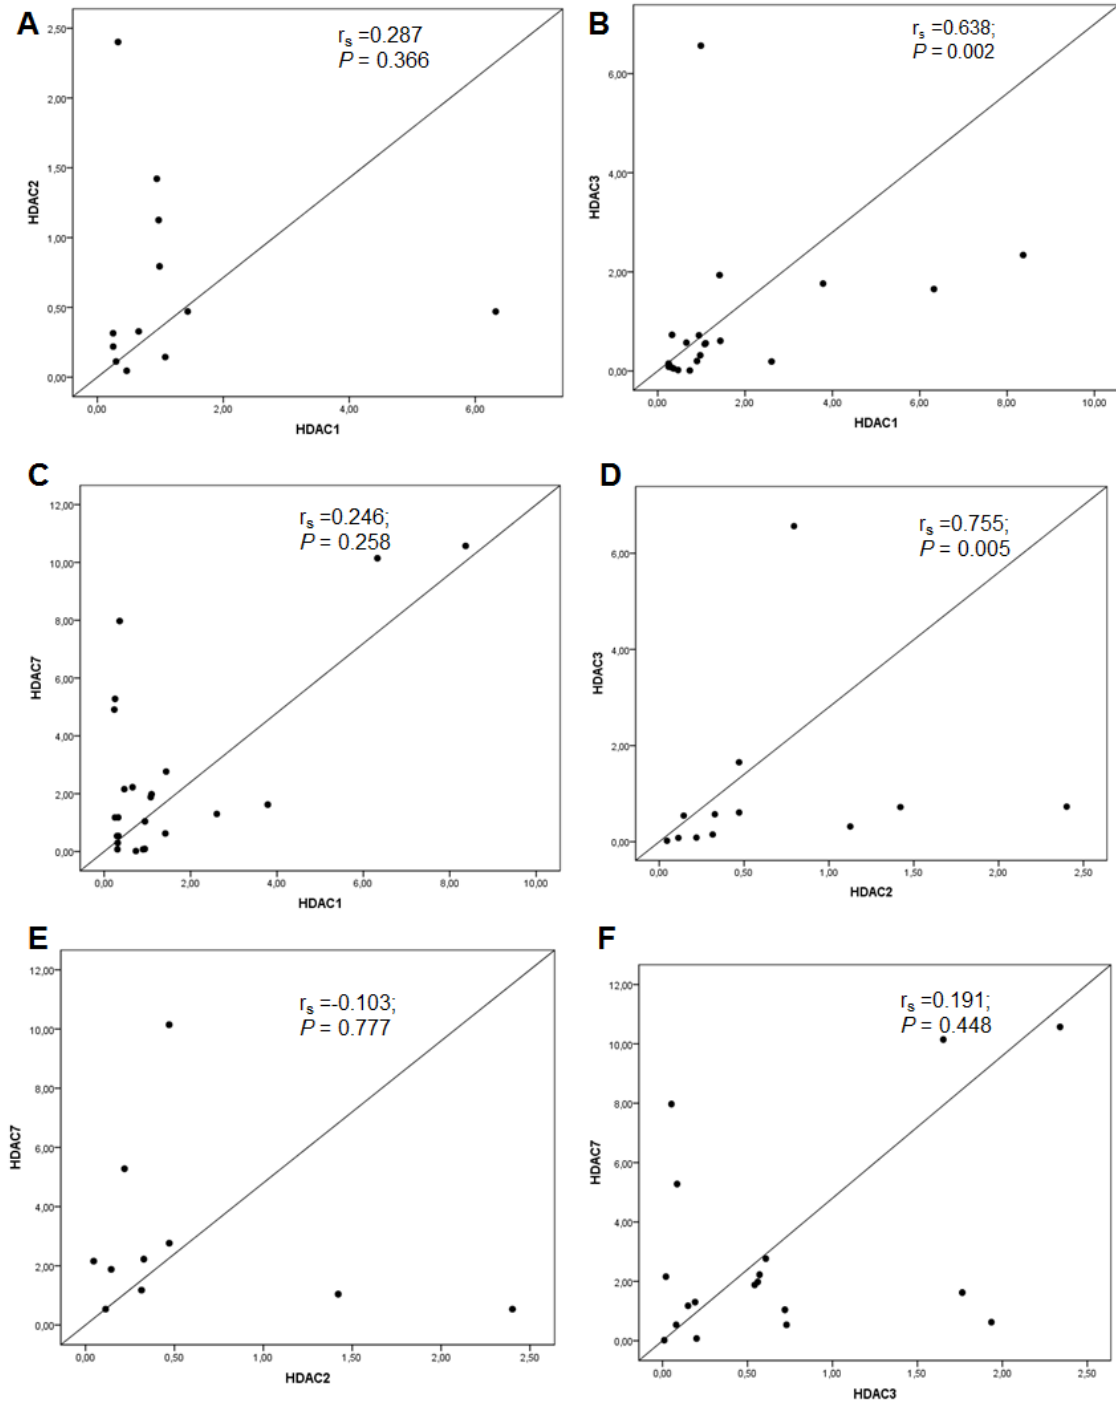 A
r_s =0.287
P = 0.366
2,50
2,00
1,50
1,00
0,50
0,00
HDAC2
0,00 2,00 4,00 6,00
HDAC1
B
r_s =0.638;
P = 0.002
6,00
4,00
2,00
0,00
HDAC3
0,00 2,00 4,00 6,00 8,00 10,00
HDAC1
C
r_s =0.246;
P = 0.258
12,00
10,00
8,00
6,00
4,00
2,00
0,00
HDAC7
0,00 2,00 4,00 6,00 8,00 10,00
HDAC1
D
r_s =0.755;
P = 0.005
6,00
4,00
2,00
0,00
HDAC3
0,00 0,50 1,00 1,50 2,00 2,50
HDAC2
E
r_s =-0.103;
P = 0.777
12,00
10,00
8,00
6,00
4,00
2,00
0,00
HDAC7
0,00 0,50 1,00 1,50 2,00 2,50
HDAC2
F
r_s =0.191;
P = 0.448
12,00
10,00
8,00
6,00
4,00
2,00
0,00
HDAC7
0,00 0,50 1,00 1,50 2,00 2,50
HDAC3